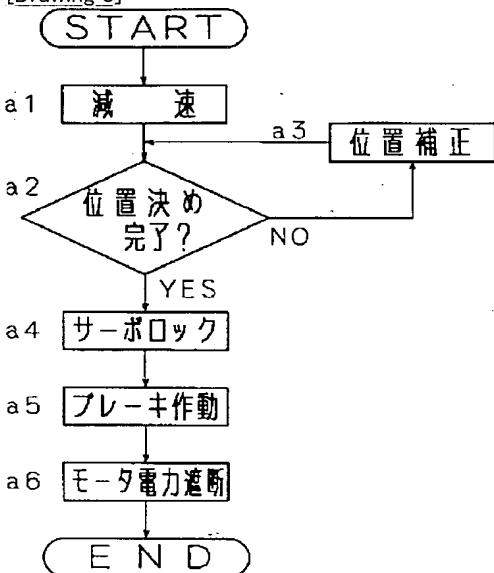 START
a1
減速
a3
位置補正
a2
位置決め
完了?
NO
YES
a4
サーボロック
a5
ブレーキ作動
a6
モータ電力遮断
END